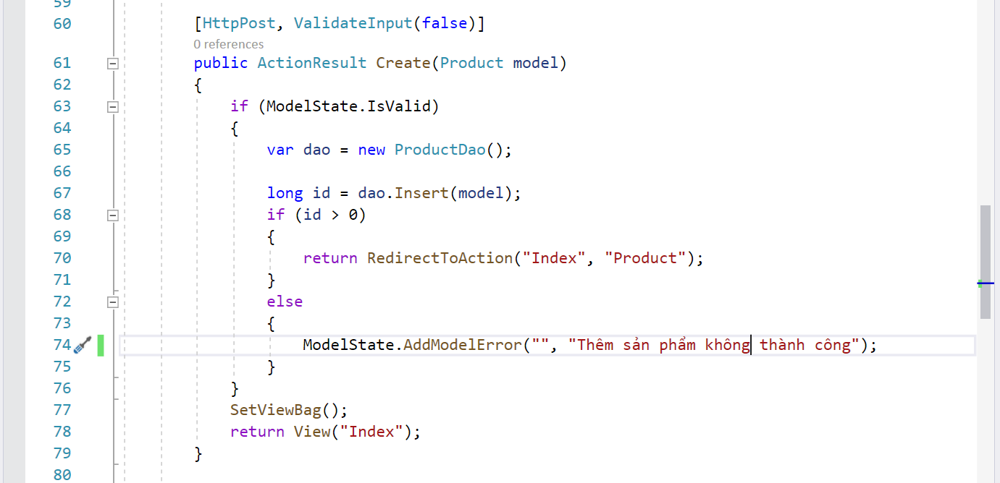 59
60 [HttpPost, ValidateInput(false)]
0 references
61 public ActionResult Create(Product model)
62 {
63 if (ModelState.IsValid)
64 {
65 var dao = new ProductDao();
66
67 long id = dao.Insert(model);
68 if (id > 0)
69 {
70 return RedirectToAction("Index", "Product");
71 }
72 else
73 {
74 ModelState.AddModelError("", "Thêm sản phẩm không thành công");
75 }
76 }
77 SetViewBag();
78 return View("Index");
79 }
80